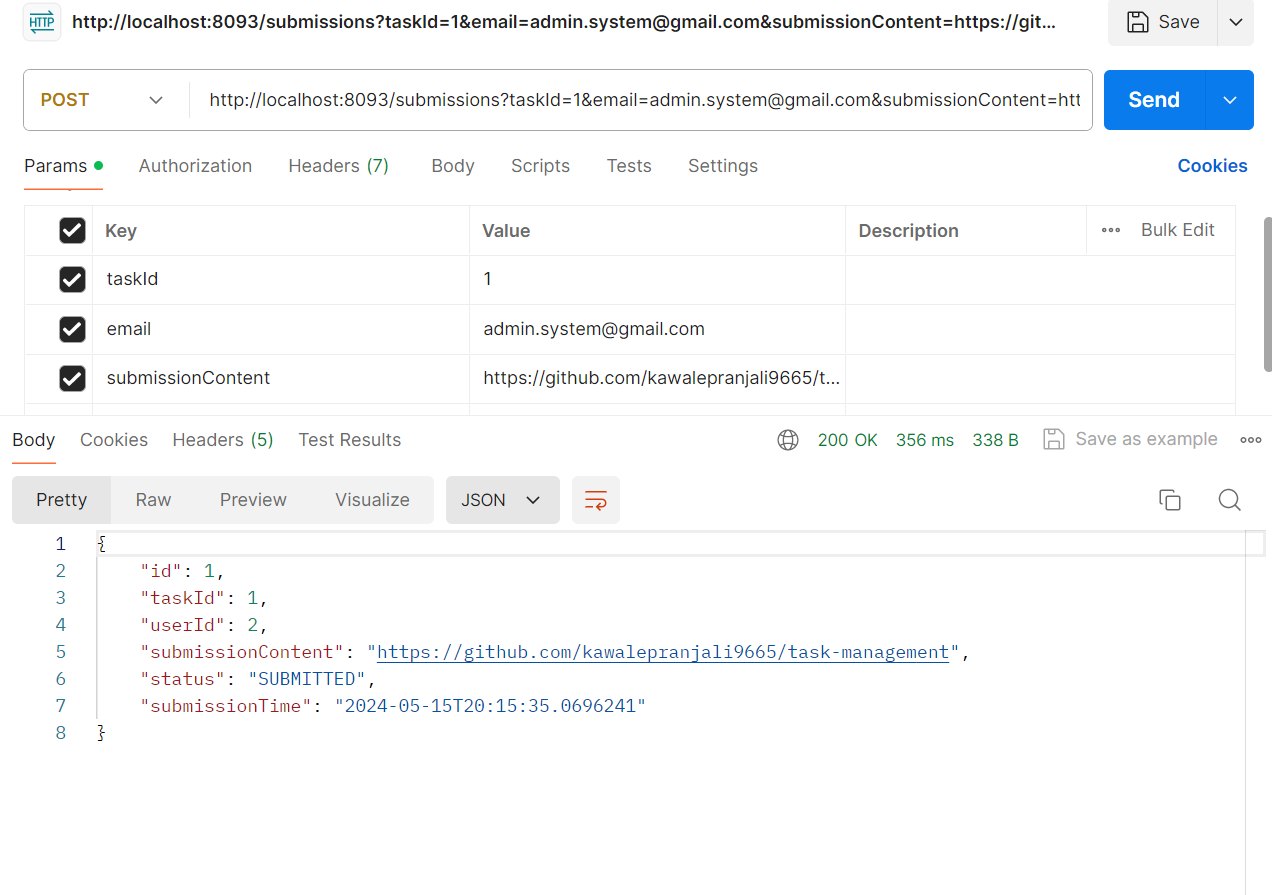 HTTP http://localhost:8093/submissions?taskId=1&email=admin.system@gmail.com&submissionContent=https://git... Save
POST http://localhost:8093/submissions?taskId=1&email=admin.system@gmail.com&submissionContent=htt Send
Params Authorization Headers (7) Body Scripts Tests Settings Cookies
Key Value Description Bulk Edit
taskId 1
email admin.system@gmail.com
submissionContent https://github.com/kawalepranjali9665/t...
Body Cookies Headers (5) Test Results 200 OK 356 ms 338 B Save as example
Pretty Raw Preview Visualize JSON
1 {
2 "id": 1,
3 "taskId": 1,
4 "userId": 2,
5 "submissionContent": "https://github.com/kawalepranjali9665/task-management",
6 "status": "SUBMITTED",
7 "submissionTime": "2024-05-15T20:15:35.0696241"
8 }